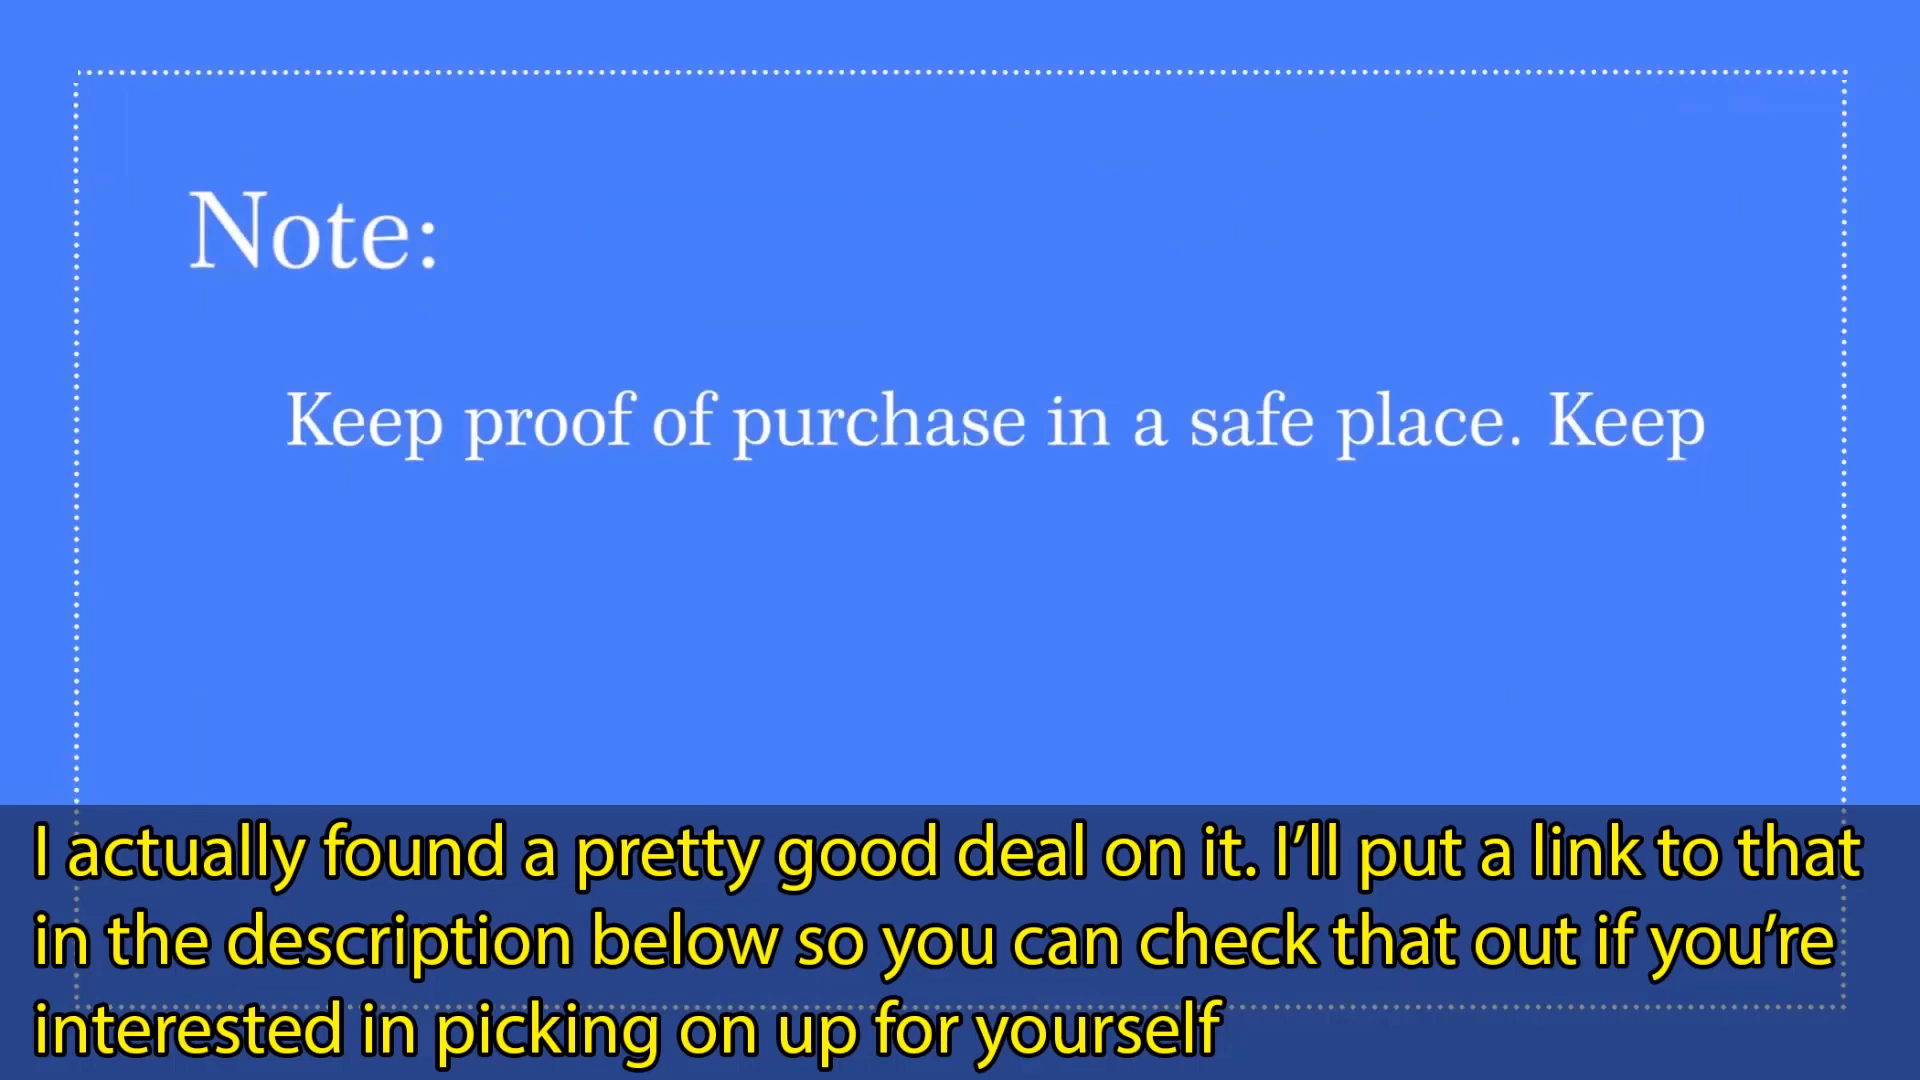 Note:
Keep proof of purchase in a safe place. Keep
I actually found a pretty good deal on it. I’ll put a link to that
in the description below so you can check that out if you’re
interested in picking on up for yourself